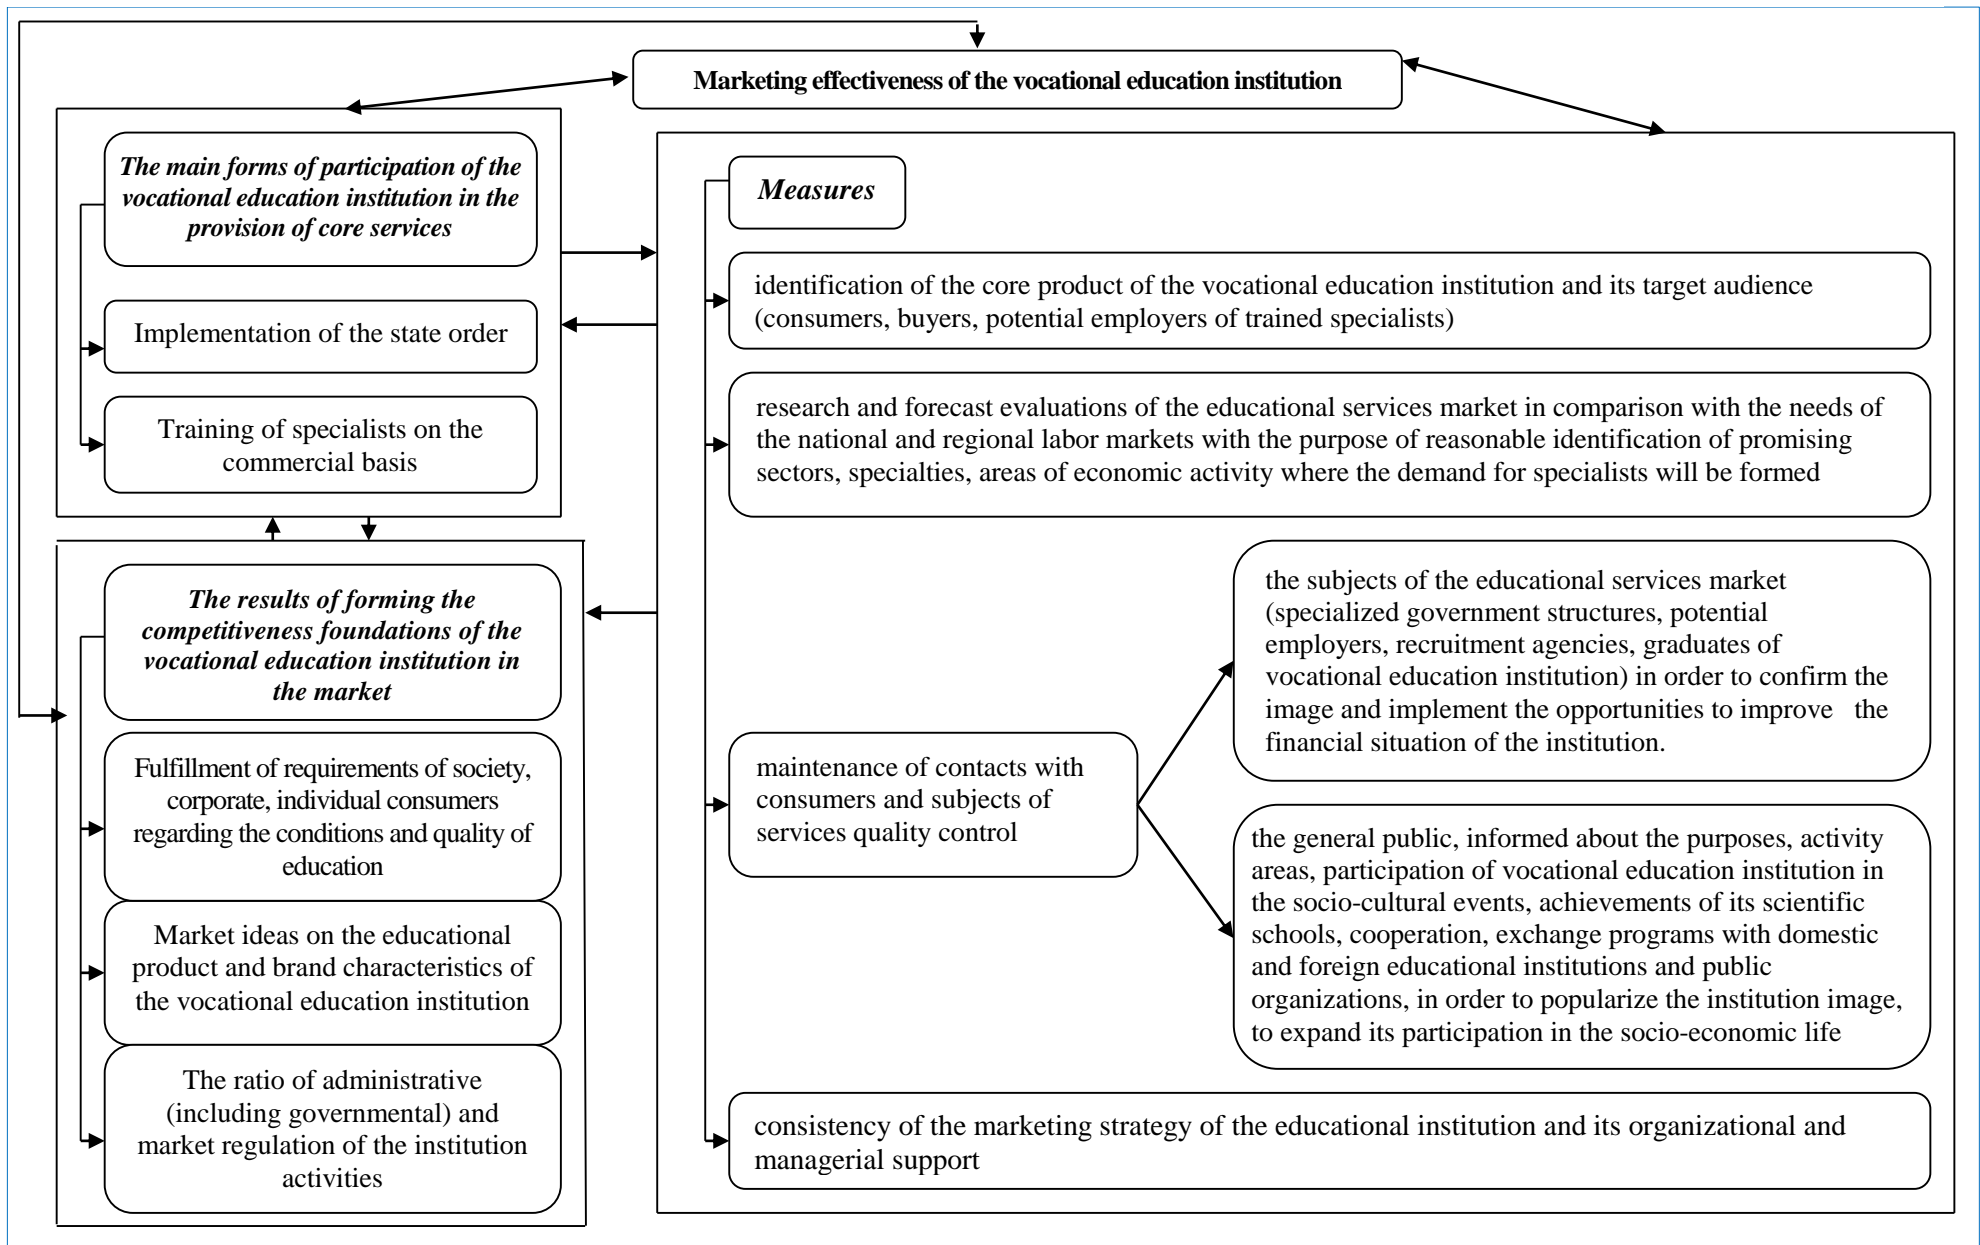 Marketing effectiveness of the vocational education institution
The main forms of participation of the
vocational education institution in the
provision of core services
Implementation of the state order
Training of specialists on the
commercial basis
The results of forming the
competitiveness foundations of the
vocational education institution in
the market
Fulfillment of requirements of society,
corporate, individual consumers
regarding the conditions and quality of
education
Market ideas on the educational
product and brand characteristics of
the vocational education institution
The ratio of administrative
(including governmental) and
market regulation of the institution
activities
Measures
identification of the core product of the vocational education institution and its target audience
(consumers, buyers, potential employers of trained specialists)
research and forecast evaluations of the educational services market in comparison with the needs of
the national and regional labor markets with the purpose of reasonable identification of promising
sectors, specialties, areas of economic activity where the demand for specialists will be formed
maintenance of contacts with
consumers and subjects of
services quality control
the subjects of the educational services market
(specialized government structures, potential
employers, recruitment agencies, graduates of
vocational education institution) in order to confirm the
image and implement the opportunities to improve the
financial situation of the institution.
the general public, informed about the purposes, activity
areas, participation of vocational education institution in
the socio-cultural events, achievements of its scientific
schools, cooperation, exchange programs with domestic
and foreign educational institutions and public
organizations, in order to popularize the institution image,
to expand its participation in the socio-economic life
consistency of the marketing strategy of the educational institution and its organizational and
managerial support